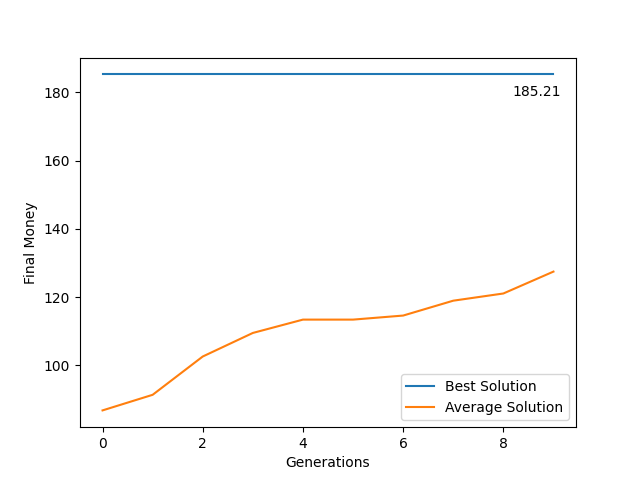 185.21
180
160
140
120
100
Final Money
0 2 4 6 8
Generations
Best Solution
Average Solution